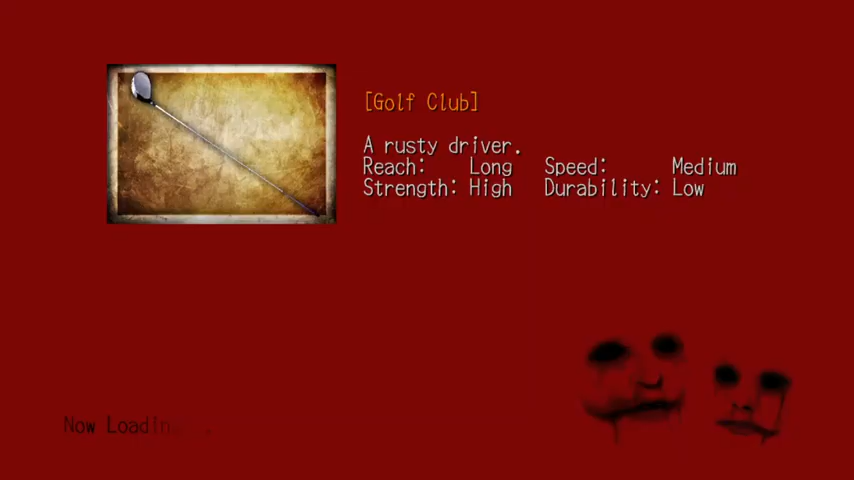 [Golf Club]
A rusty driver.
Reach: Long Speed: Medium
Strength: High Durability: Low
Now Loading...